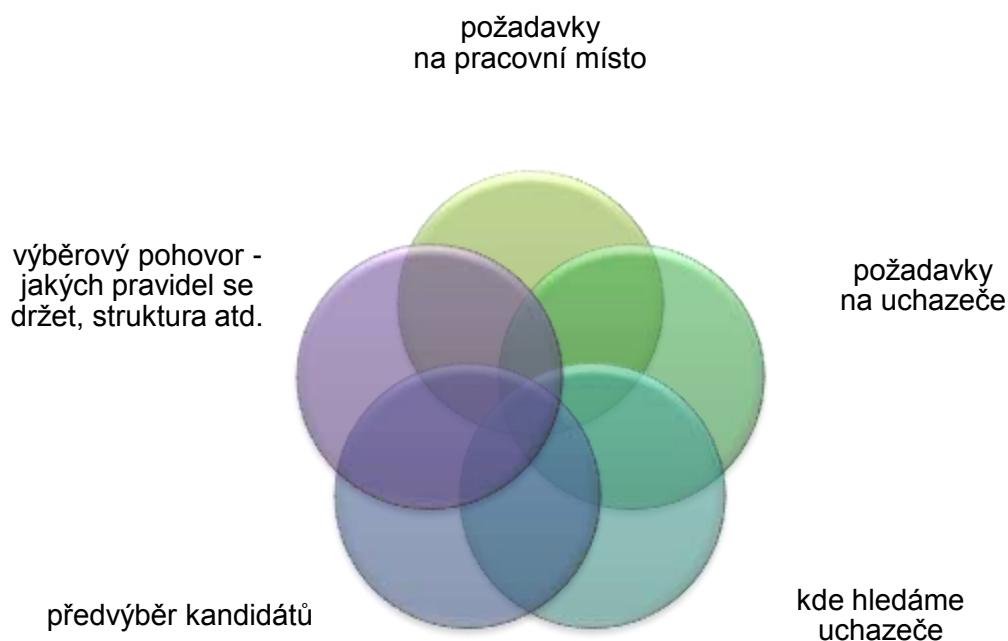 požadavky
na pracovní místo
požadavky
na uchazeče
kde hledáme
uchazeče
předvýběr kandidátů
výběrový pohovor -
jakých pravidel se
držet, struktura atd.